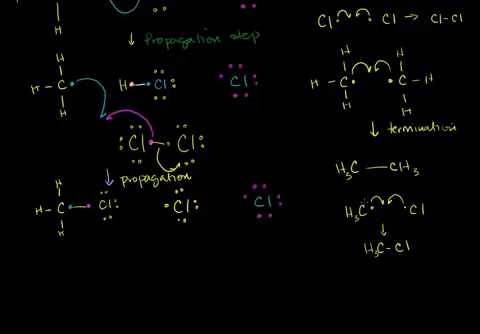 H
↓ Propagation step
H
H–C• H–Cl Cl
H
Cl–Cl
↓ propagation
H
H–C–Cl Cl Cl
H
Cl• •Cl → Cl–Cl
H H
H–C• •C–H
H H
↓ termination
H₃C–CH₃
H₃C• •Cl
↓
H₃C–Cl